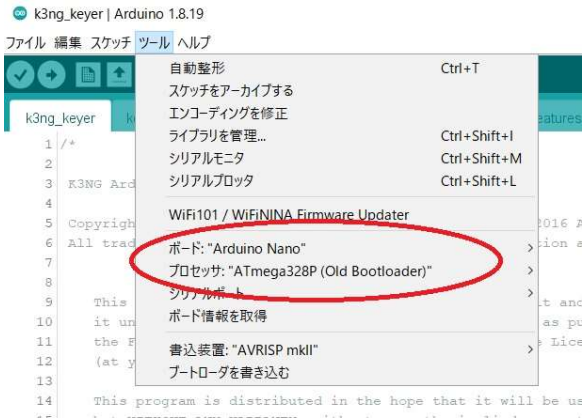 k3ng_keyer | Arduino 1.8.19
ファイル 編集 スケッチ ツール ヘルプ
自動整形 Ctrl+T
スケッチをアーカイブする
エンコーディングを修正
ライブラリを管理... Ctrl+Shift+I
シリアルモニタ Ctrl+Shift+M
シリアルプロッタ Ctrl+Shift+L
WiFi101 / WiFiNINA Firmware Updater
ボード: "Arduino Nano"
プロセッサ: "ATmega328P (Old Bootloader)"
シリアルポート
ボード情報を取得
書込装置: "AVRISP mkII"
ブートローダを書き込む
k3ng_keyer
1 /*
2
3 K3NG Ard
4
5 Copyrigh 2016 A
6 All trad tion a
7
8
9 This it and
10 it un as pu
11 the F e Lice
12 (at y
13
14 This program is distributed in the hope that it will be us